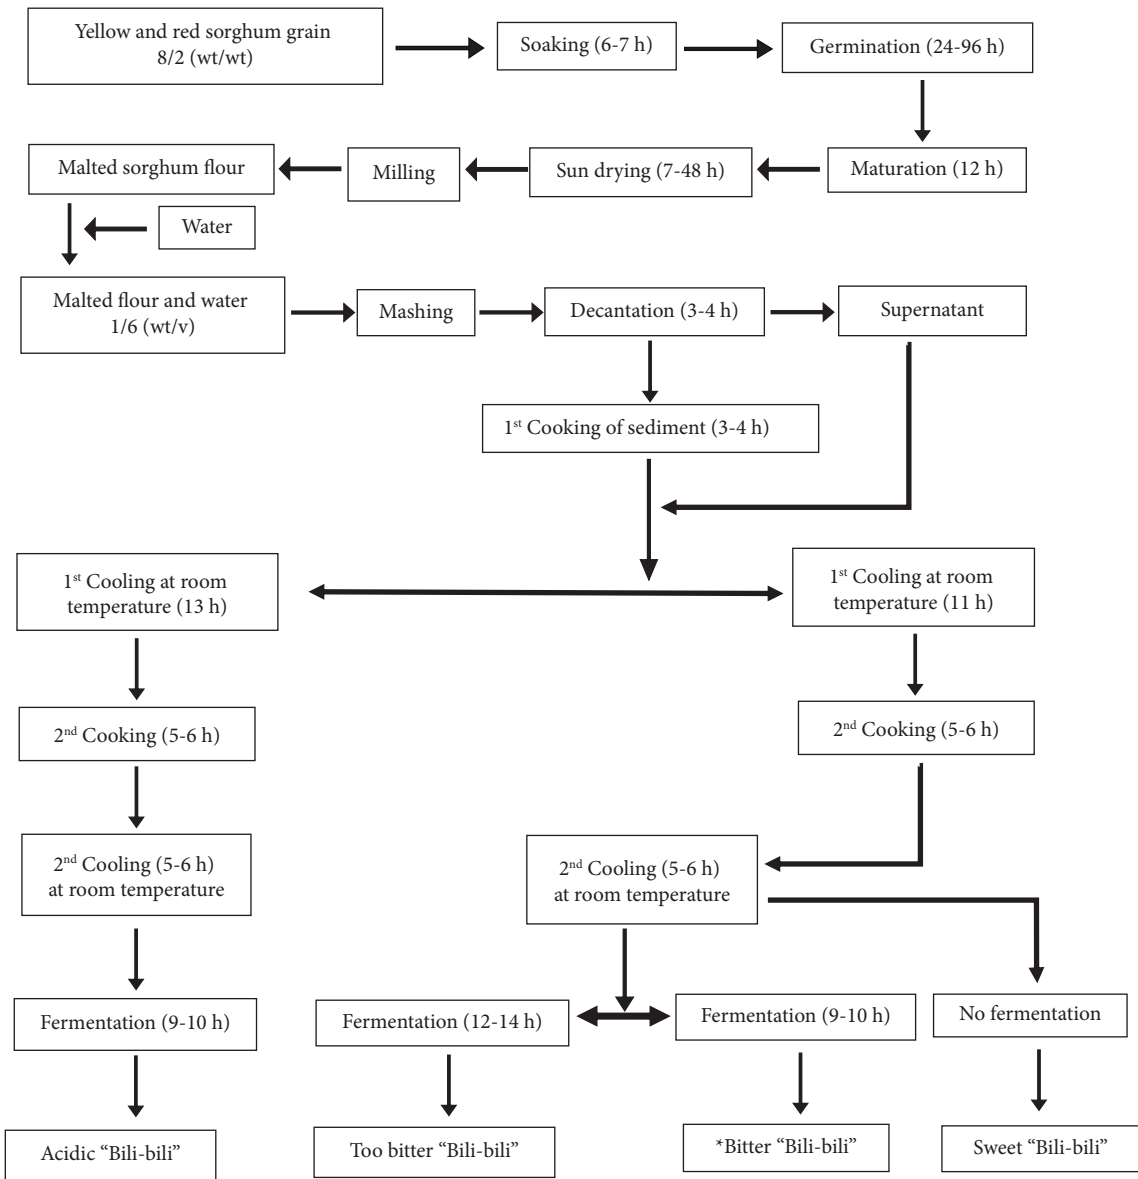 Yellow and red sorghum grain
8/2 (wt/wt)
Soaking (6-7 h)
Germination (24-96 h)
Malted sorghum flour
Milling
Sun drying (7-48 h)
Maturation (12 h)
Water
Malted flour and water
1/6 (wt/v)
Mashing
Decantation (3-4 h)
Supernatant
1st Cooking of sediment (3-4 h)
1st Cooling at room
temperature (13 h)
1st Cooling at room
temperature (11 h)
2nd Cooking (5-6 h)
2nd Cooking (5-6 h)
2nd Cooling (5-6 h)
at room temperature
2nd Cooling (5-6 h)
at room temperature
Fermentation (9-10 h)
Fermentation (12-14 h)
Fermentation (9-10 h)
No fermentation
Acidic “Bili-bili”
Too bitter “Bili-bili”
*Bitter “Bili-bili”
Sweet “Bili-bili”